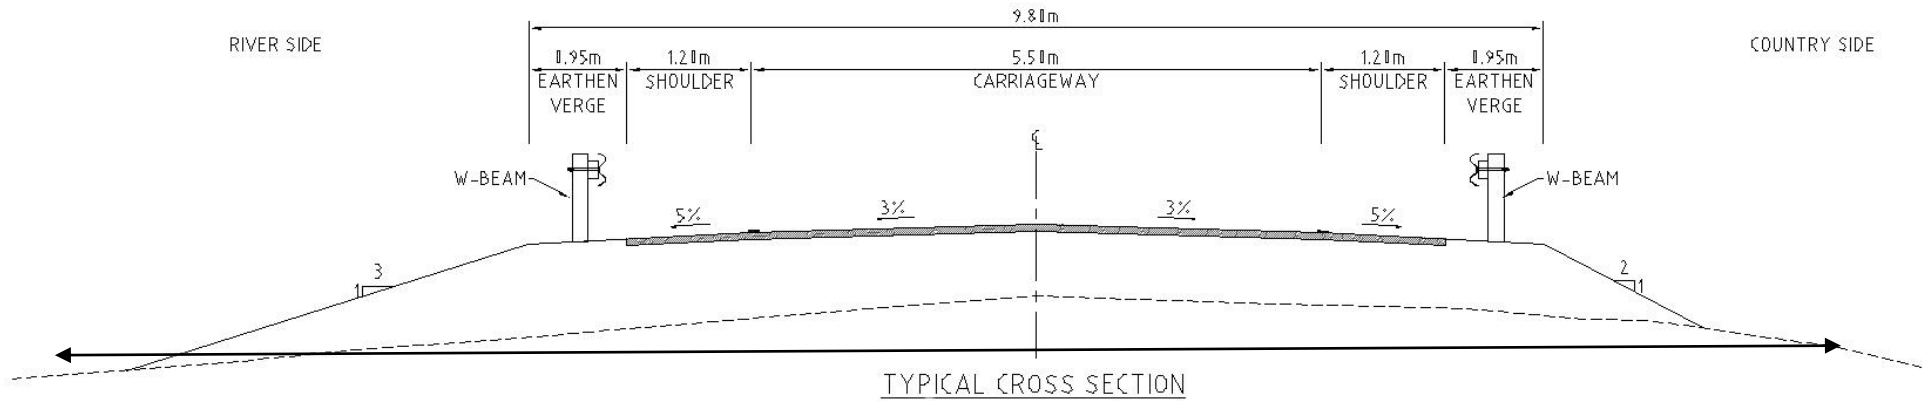 9.80m
RIVER SIDE
COUNTRY SIDE
0.95m
1.20m
5.50m
1.20m
0.95m
EARTHEN
VERGE
SHOULDER
CARRIAGEWAY
SHOULDER
EARTHEN
VERGE
℄
W-BEAM
W-BEAM
5%
3%
3%
5%
3
1
2
1
TYPICAL CROSS SECTION